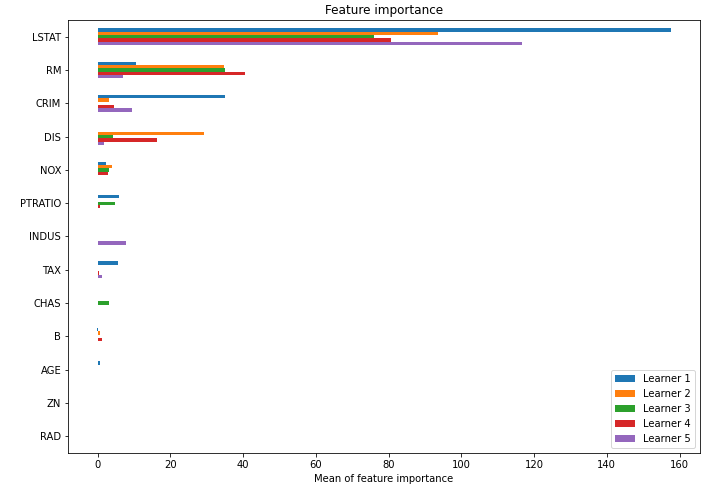 Feature importance
LSTAT
RM
CRIM
DIS
NOX
PTRATIO
INDUS
TAX
CHAS
B
AGE
ZN
RAD
Learner 1
Learner 2
Learner 3
Learner 4
Learner 5
0 20 40 60 80 100 120 140 160
Mean of feature importance